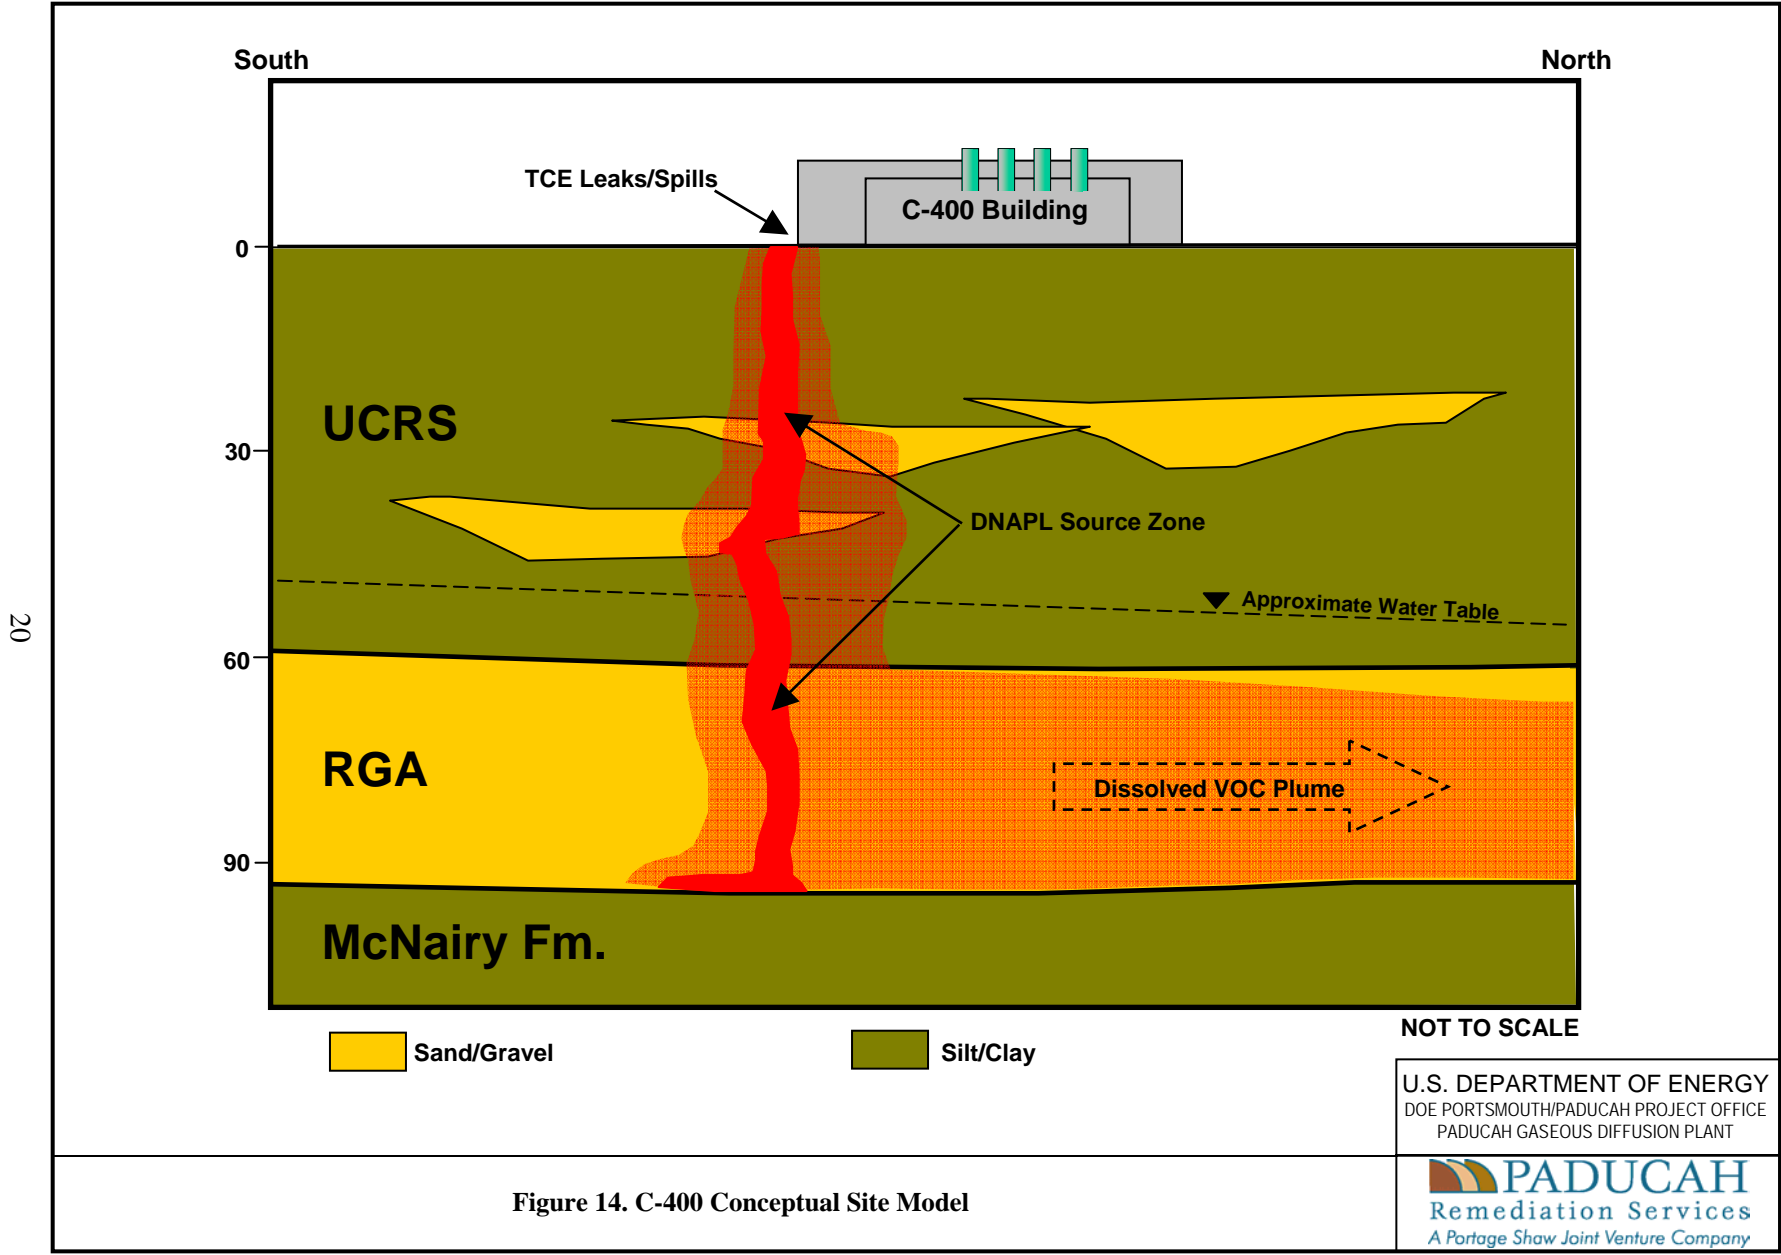 South
North
TCE Leaks/Spills
C-400 Building
0
UCRS
30
DNAPL Source Zone
Approximate Water Table
20
60
RGA
Dissolved VOC Plume
90
McNairy Fm.
NOT TO SCALE
Sand/Gravel
Silt/Clay
U.S. DEPARTMENT OF ENERGY
DOE PORTSMOUTH/PADUCAH PROJECT OFFICE
PADUCAH GASEOUS DIFFUSION PLANT
Figure 14. C-400 Conceptual Site Model
PADUCAH
Remediation Services
A Portage Shaw Joint Venture Company